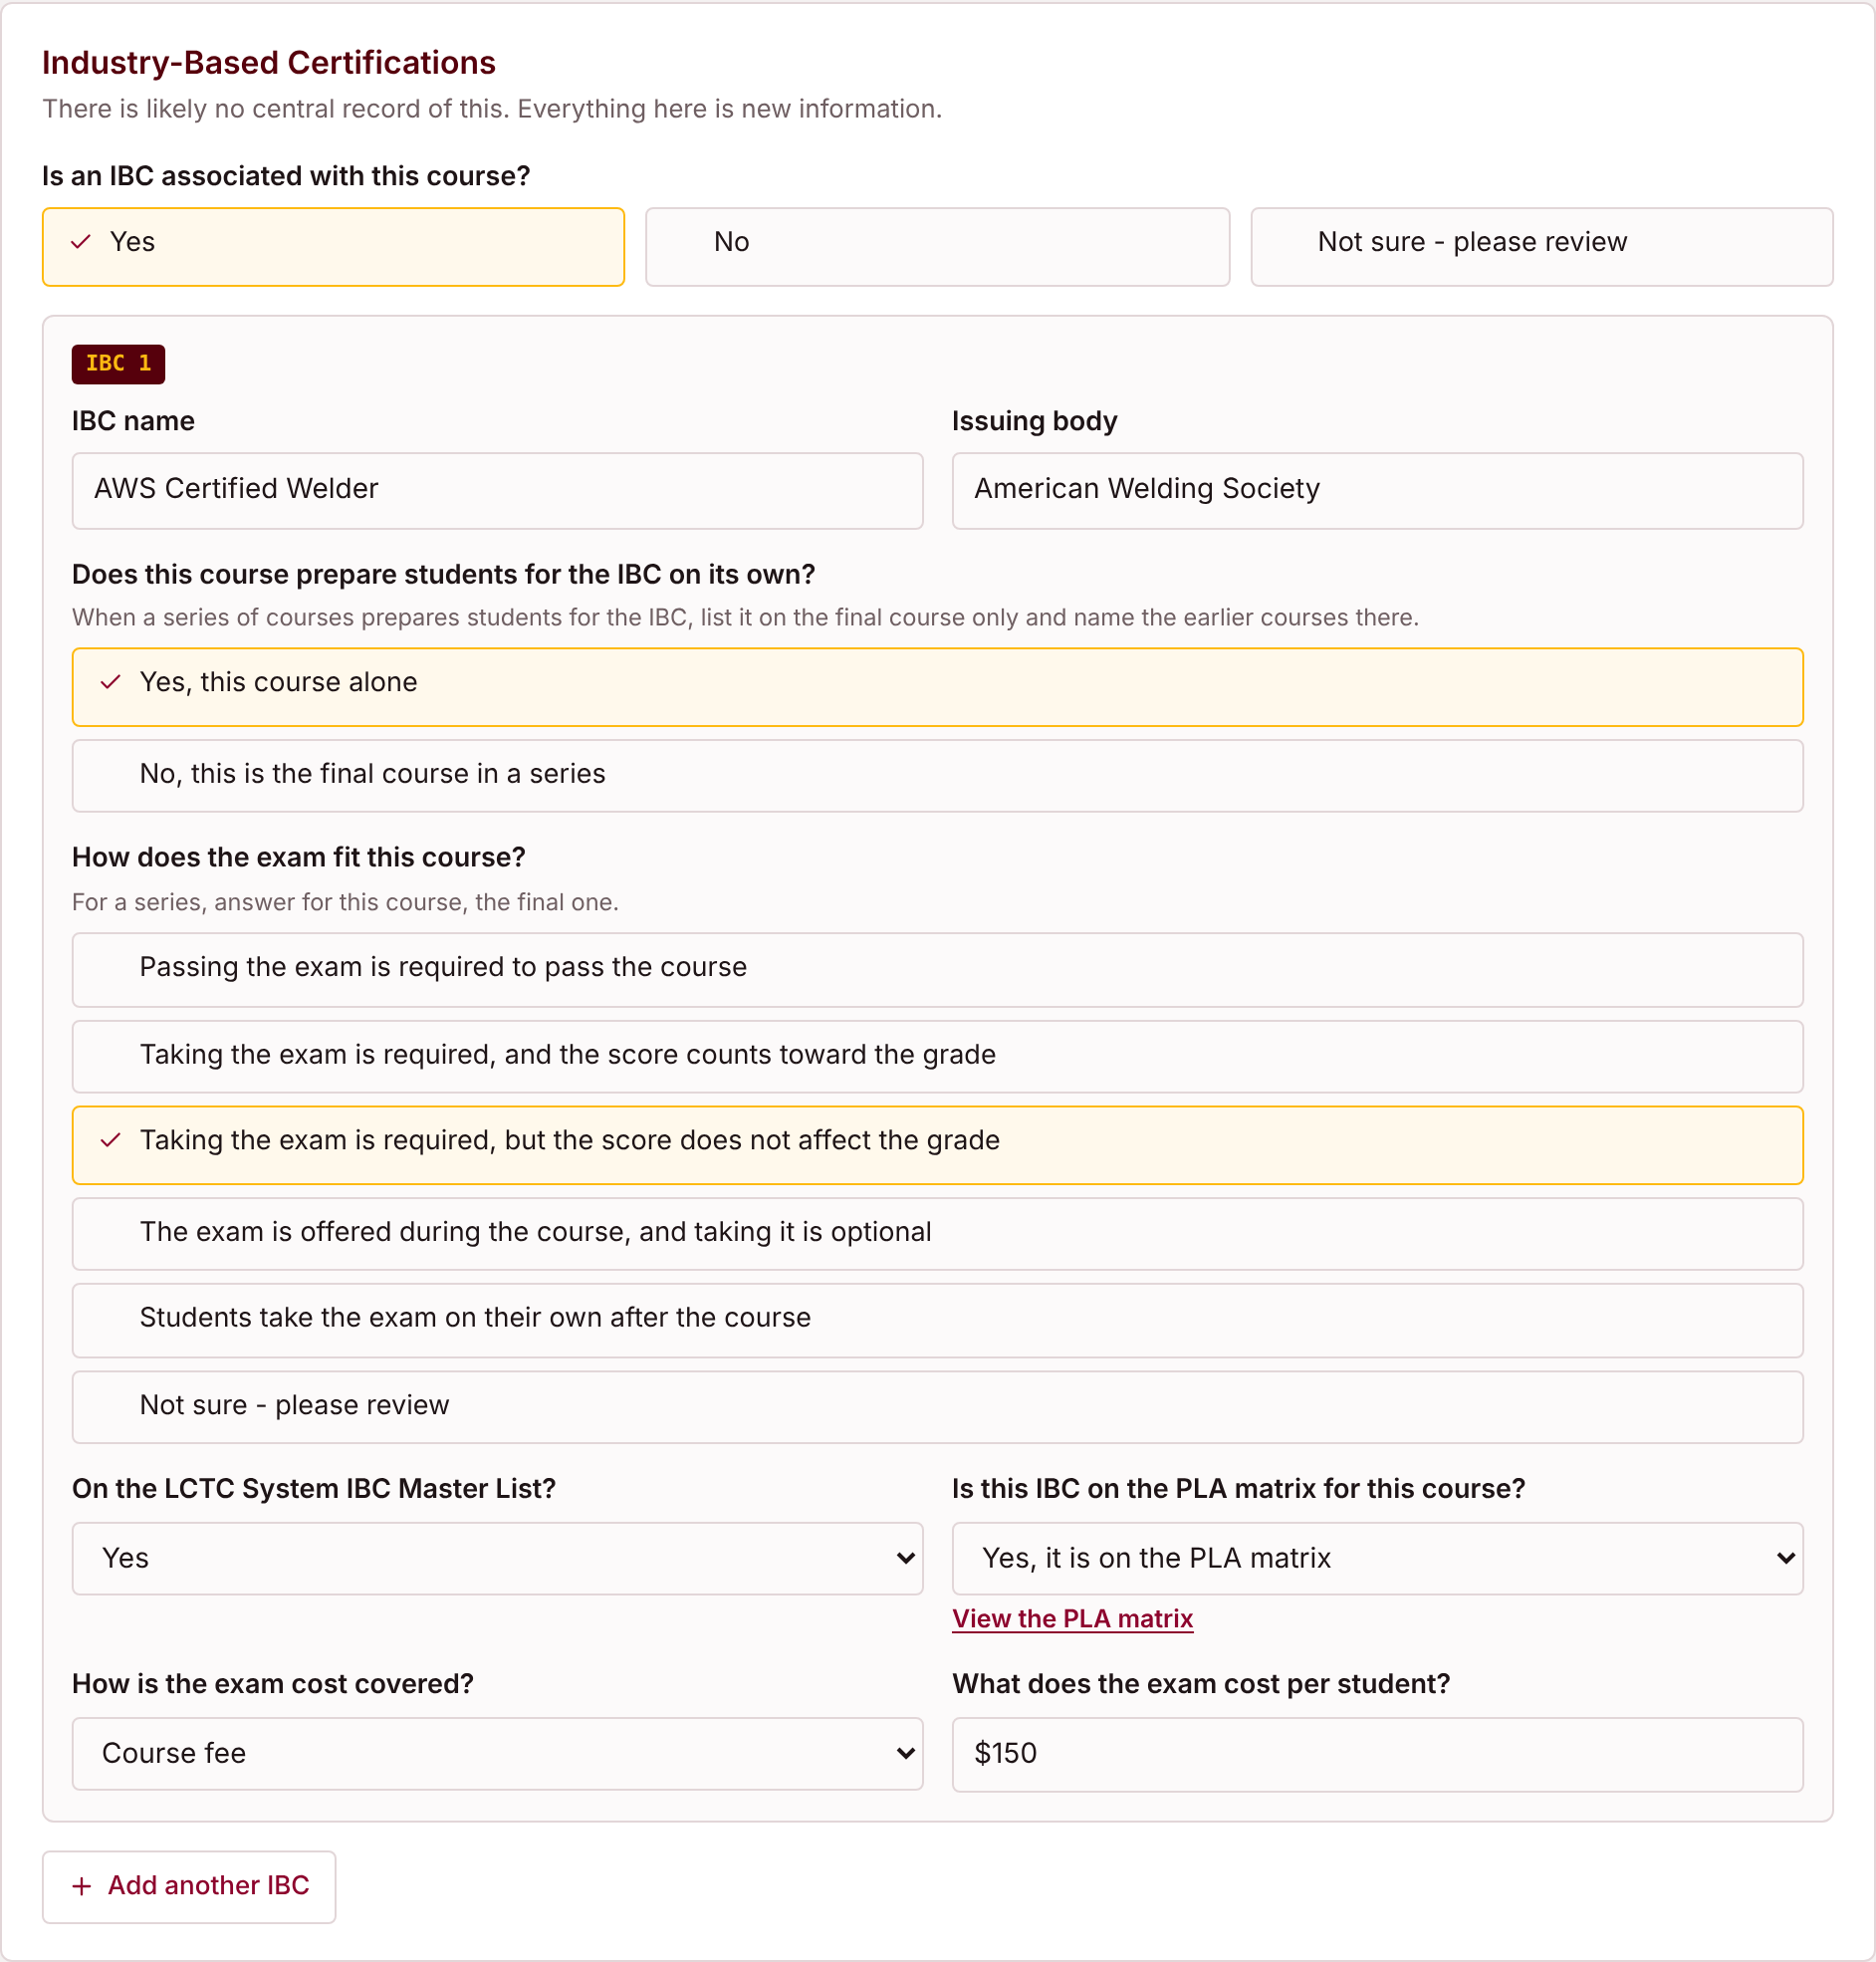 Industry-Based Certifications
There is likely no central record of this. Everything here is new information.
Is an IBC associated with this course?
Yes
No
Not sure - please review
IBC 1
IBC name
Issuing body
AWS Certified Welder
American Welding Society
Does this course prepare students for the IBC on its own?
When a series of courses prepares students for the IBC, list it on the final course only and name the earlier courses there.
Yes, this course alone
No, this is the final course in a series
How does the exam fit this course?
For a series, answer for this course, the final one.
Passing the exam is required to pass the course
Taking the exam is required, and the score counts toward the grade
Taking the exam is required, but the score does not affect the grade
The exam is offered during the course, and taking it is optional
Students take the exam on their own after the course
Not sure - please review
On the LCTC System IBC Master List?
Is this IBC on the PLA matrix for this course?
Yes
Yes, it is on the PLA matrix
View the PLA matrix
How is the exam cost covered?
What does the exam cost per student?
Course fee
$150
+ Add another IBC